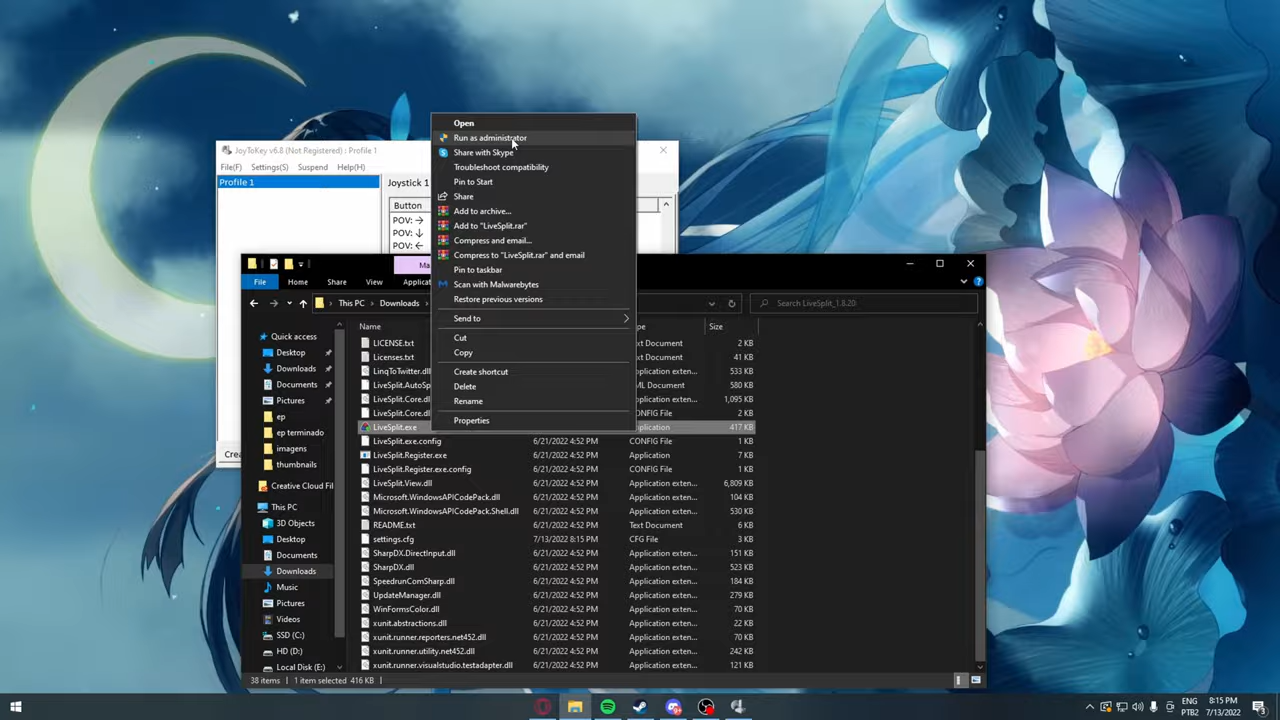 Open
Run as administrator
Share with Skype
Troubleshoot compatibility
Pin to Start
Share
Add to archive...
Add to "LiveSplit.rar"
Compress and email...
Compress to "LiveSplit.rar" and email
Pin to taskbar
Scan with Malwarebytes
Restore previous versions
Send to
Cut
Copy
Create shortcut
Delete
Rename
Properties
JoyToKey v6.8 (Not Registered) : Profile 1
File(F) Settings(S) Suspend Help(H)
Profile 1
Joystick 1
Button
POV: →
POV: ↓
POV: ←
Crea
Ma
File Home Share View Applicat
This PC Downloads
Search LiveSplit_1.8.20
Quick access
Desktop
Downloads
Documents
Pictures
ep
ep terminado
imagens
thumbnails
Creative Cloud Fil
This PC
3D Objects
Desktop
Documents
Downloads
Music
Pictures
Videos
SSD (C:)
HD (D:)
Local Disk (E:)
Name ype Size
LICENSE.txt ext Document 2 KB
Licenses.txt ext Document 41 KB
LinqToTwitter.dll pplication exten... 533 KB
LiveSplit.AutoSp ML Document 580 KB
LiveSplit.Core.dl pplication exten... 1,095 KB
LiveSplit.Core.dl ONFIG File 2 KB
LiveSplit.exe pplication 417 KB
LiveSplit.exe.config 6/21/2022 4:52 PM CONFIG File 1 KB
LiveSplit.Register.exe 6/21/2022 4:52 PM Application 7 KB
LiveSplit.Register.exe.config 6/21/2022 4:52 PM CONFIG File 1 KB
LiveSplit.View.dll 6/21/2022 4:52 PM Application exten... 6,809 KB
Microsoft.WindowsAPICodePack.dll 6/21/2022 4:52 PM Application exten... 104 KB
Microsoft.WindowsAPICodePack.Shell.dll 6/21/2022 4:52 PM Application exten... 530 KB
README.txt 6/21/2022 4:52 PM Text Document 6 KB
settings.cfg 7/13/2022 8:15 PM CFG File 3 KB
SharpDX.DirectInput.dll 6/21/2022 4:52 PM Application exten... 151 KB
SharpDX.dll 6/21/2022 4:52 PM Application exten... 523 KB
SpeedrunComSharp.dll 6/21/2022 4:52 PM Application exten... 184 KB
UpdateManager.dll 6/21/2022 4:52 PM Application exten... 279 KB
WinFormsColor.dll 6/21/2022 4:52 PM Application exten... 70 KB
xunit.abstractions.dll 6/21/2022 4:52 PM Application exten... 22 KB
xunit.runner.reporters.net452.dll 6/21/2022 4:52 PM Application exten... 70 KB
xunit.runner.utility.net452.dll 6/21/2022 4:52 PM Application exten... 242 KB
xunit.runner.visualstudio.testadapter.dll 6/21/2022 4:52 PM Application exten... 121 KB
38 items 1 item selected 416 KB
ENG 8:15 PM
PTB2 7/13/2022
3